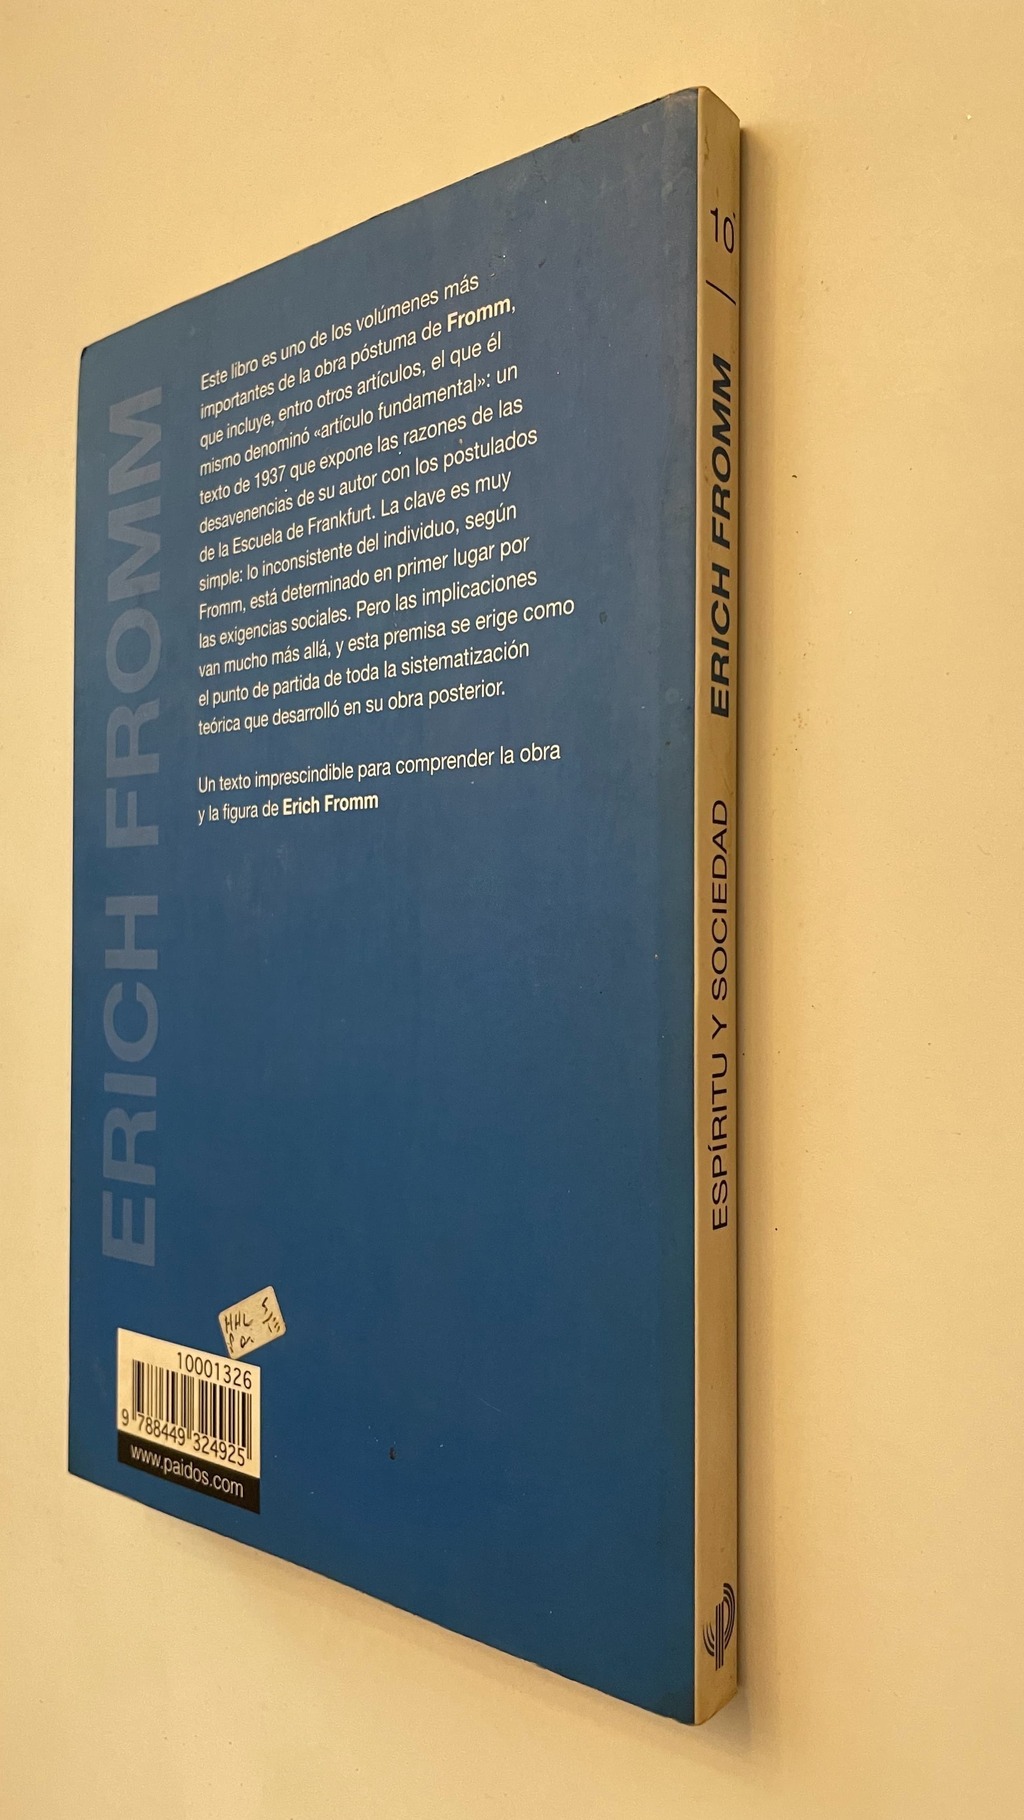 ERICH FROMM
Este libro es uno de los volúmenes más
importantes de la obra póstuma de Fromm,
que incluye, entro otros artículos, el que él
mismo denominó «artículo fundamental»: un
texto de 1937 que expone las razones de las
desavenencias de su autor con los postulados
de la Escuela de Frankfurt. La clave es muy
simple: lo inconsistente del individuo, según
Fromm, está determinado en primer lugar por
las exigencias sociales. Pero las implicaciones
van mucho más allá, y esta premisa se erige como
el punto de partida de toda la sistematización
teórica que desarrolló en su obra posterior.
Un texto imprescindible para comprender la obra
y la figura de Erich Fromm
HHL
10001326
9 788449 324925
www.paidos.com
ESPÍRITU Y SOCIEDAD ERICH FROMM / 10